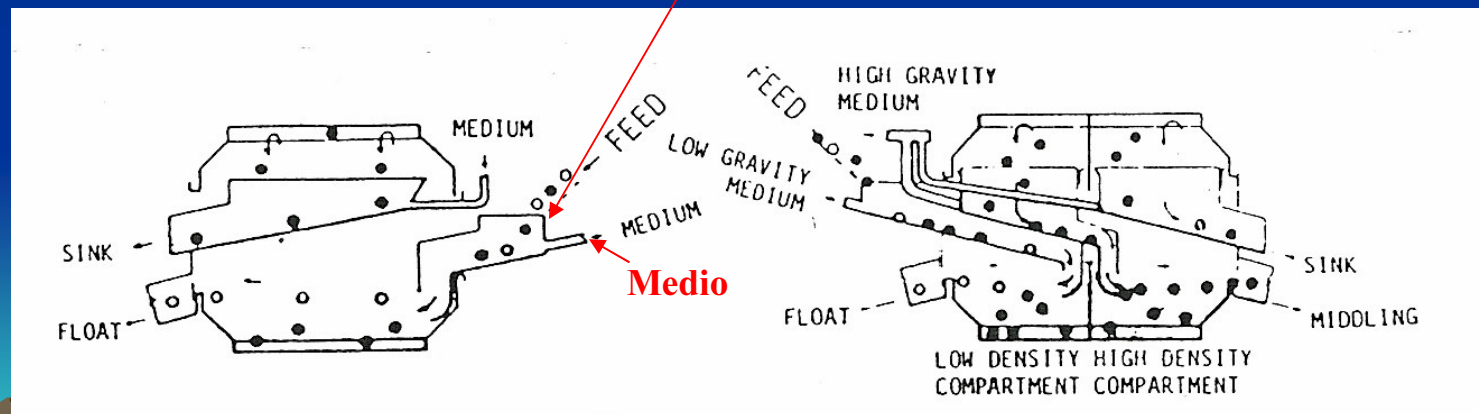 MEDIUM
FEED
MEDIUM
SINK
FLOAT
Medio
FEED
HIGH GRAVITY
MEDIUM
LOW GRAVITY
MEDIUM
FLOAT
SINK
MIDDLING
LOW DENSITY HIGH DENSITY
COMPARTMENT COMPARTMENT